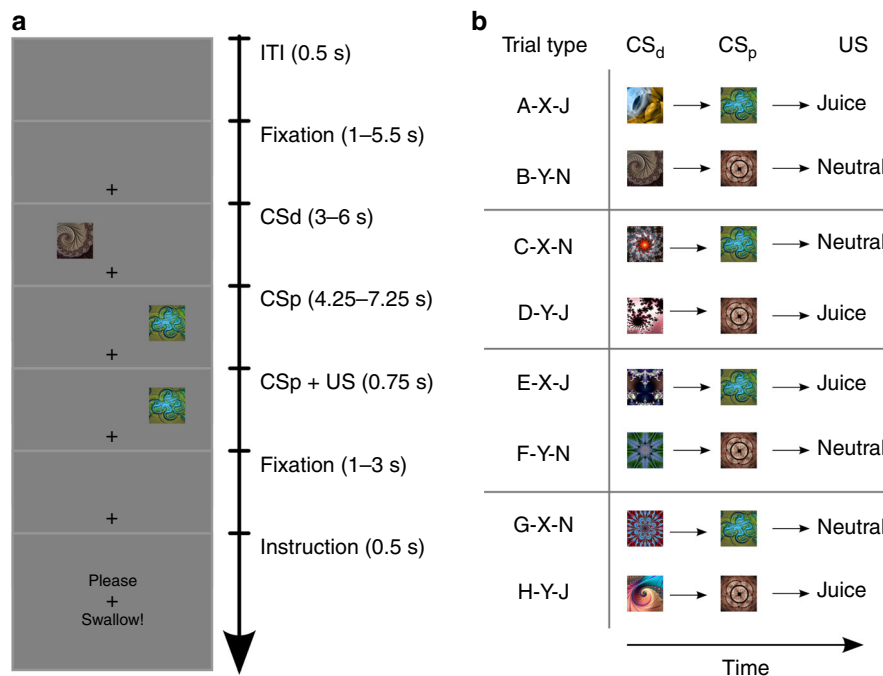 a
ITI (0.5 s)
Fixation (1–5.5 s)
+
CSd (3–6 s)
+
CSp (4.25–7.25 s)
+
CSp + US (0.75 s)
+
Fixation (1–3 s)
+
Instruction (0.5 s)
Please
+
Swallow!
b
Trial type CSd CSp US
A-X-J Juice
B-Y-N Neutral
C-X-N Neutral
D-Y-J Juice
E-X-J Juice
F-Y-N Neutral
G-X-N Neutral
H-Y-J Juice
Time